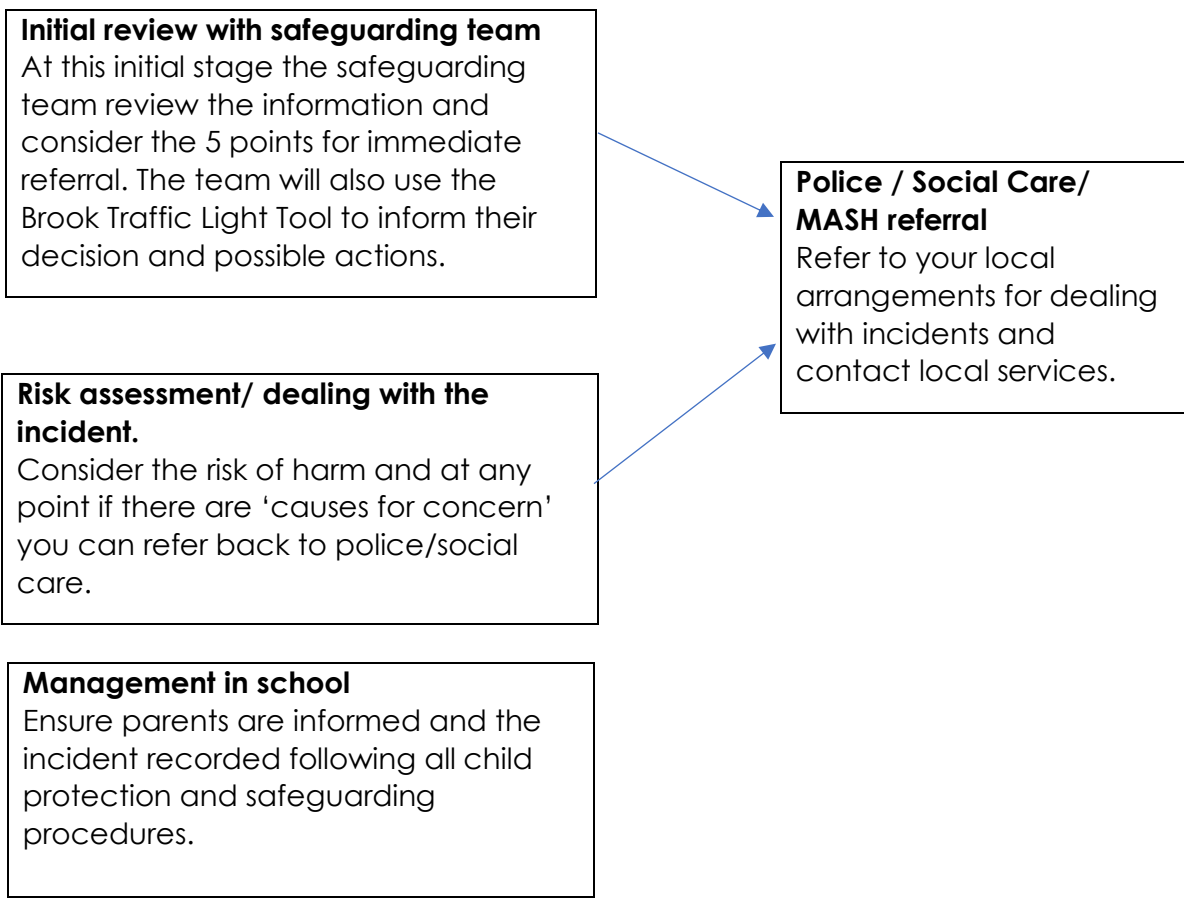 Initial review with safeguarding team
At this initial stage the safeguarding
team review the information and
consider the 5 points for immediate
referral. The team will also use the
Brook Traffic Light Tool to inform their
decision and possible actions.
Police / Social Care/
MASH referral
Refer to your local
arrangements for dealing
with incidents and
contact local services.
Risk assessment/ dealing with the
incident.
Consider the risk of harm and at any
point if there are ‘causes for concern’
you can refer back to police/social
care.
Management in school
Ensure parents are informed and the
incident recorded following all child
protection and safeguarding
procedures.